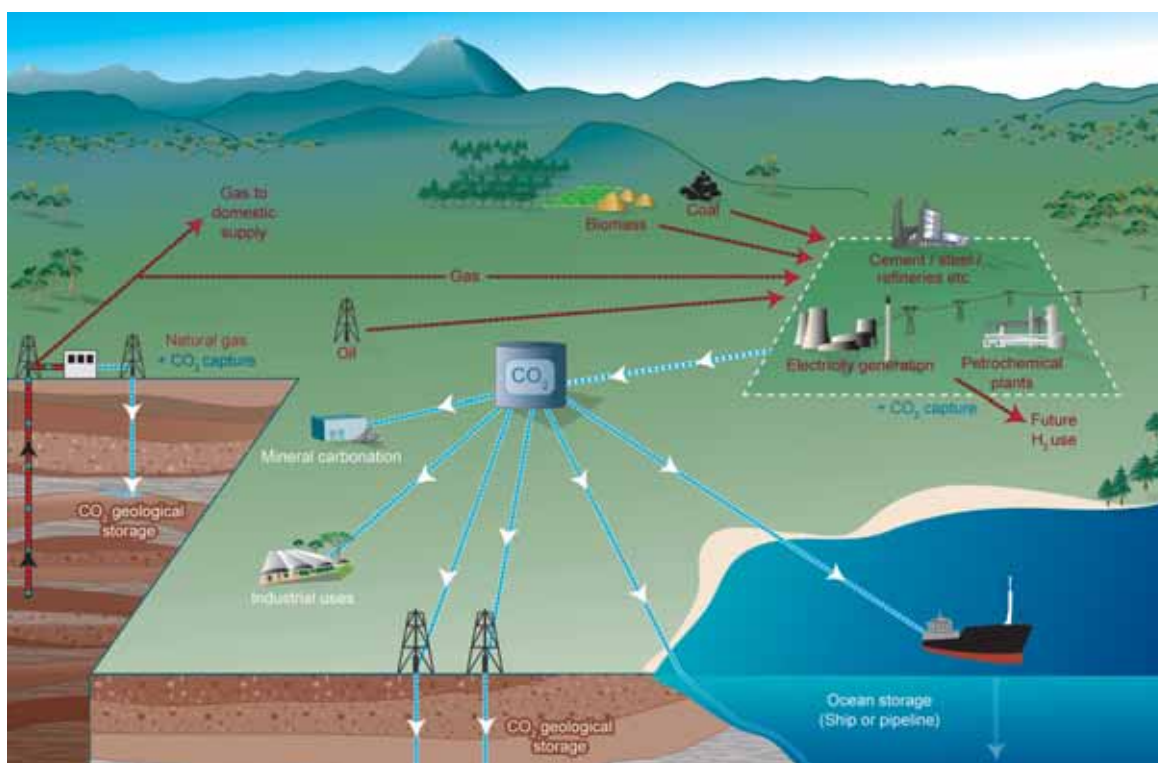 Gas to
domestic
supply
Biomass
Coal
Cement / steel /
refineries etc
Gas
Natural gas
+ CO2 capture
Oil
CO2
Electricity generation
Petrochemical
plants
+ CO2 capture
Future
H2 use
Mineral carbonation
CO2 geological
storage
Industrial uses
Ocean storage
(Ship or pipeline)
CO2 geological
storage